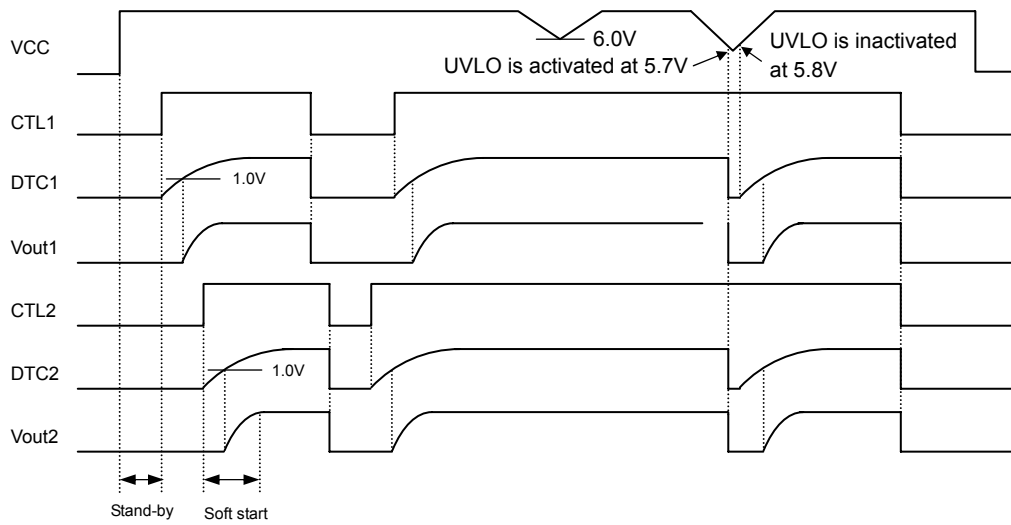 VCC
6.0V
UVLO is activated at 5.7V
UVLO is inactivated
at 5.8V
CTL1
DTC1
1.0V
Vout1
CTL2
DTC2
1.0V
Vout2
Stand-by
Soft start